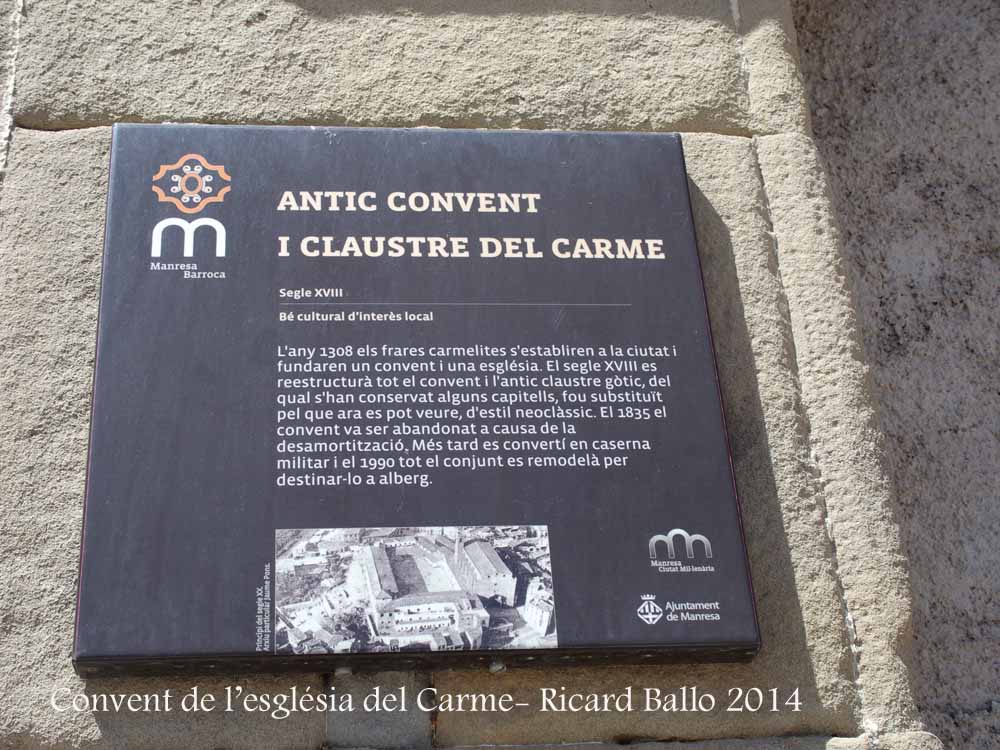 ANTIC CONVENT
I CLAUSTRE DEL CARME
Manresa
Barroca
Segle XVIII
Bé cultural d'interès local
L'any 1308 els frares carmelites s'establiren a la ciutat i
fundaren un convent i una església. El segle XVIII es
reestructurà tot el convent i l'antic claustre gòtic, del
qual s'han conservat alguns capitells, fou substituït
pel que ara es pot veure, d'estil neoclàssic. El 1835 el
convent va ser abandonat a causa de la
desamortització. Més tard es convertí en caserna
militar i el 1990 tot el conjunt es remodelà per
destinar-lo a alberg.
Principi del segle XX.
Arxiu particular Jaume Pons.
Manresa
Ciutat Mil·lenària
Ajuntament
de Manresa
Convent de l'església del Carme- Ricard Ballo 2014